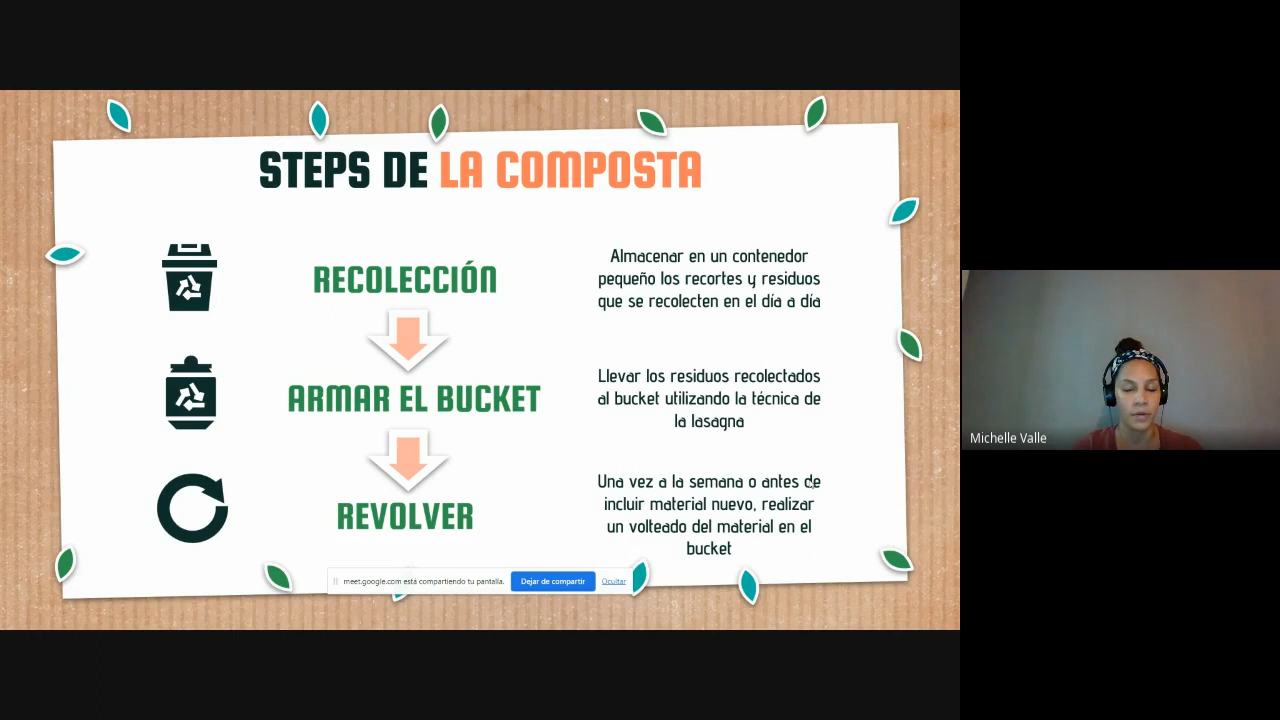 STEPS DE LA COMPOSTA
RECOLECCIÓN
Almacenar en un contenedor
pequeño los recortes y residuos
que se recolecten en el día a día
ARMAR EL BUCKET
Llevar los residuos recolectados
al bucket utilizando la técnica de
la lasagna
REVOLVER
Una vez a la semana o antes de
incluir material nuevo, realizar
un volteado del material en el
bucket
meet.google.com está compartiendo tu pantalla.
Dejar de compartir
Ocultar
Michelle Valle